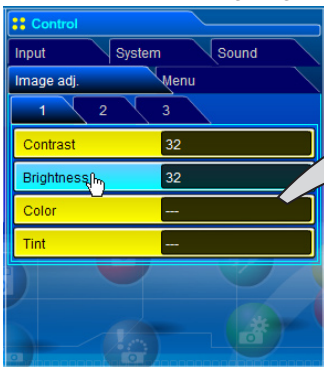 Control
Input System Sound
Image adj. Menu
1 2 3
Contrast 32
Brightness 32
Color ---
Tint ---